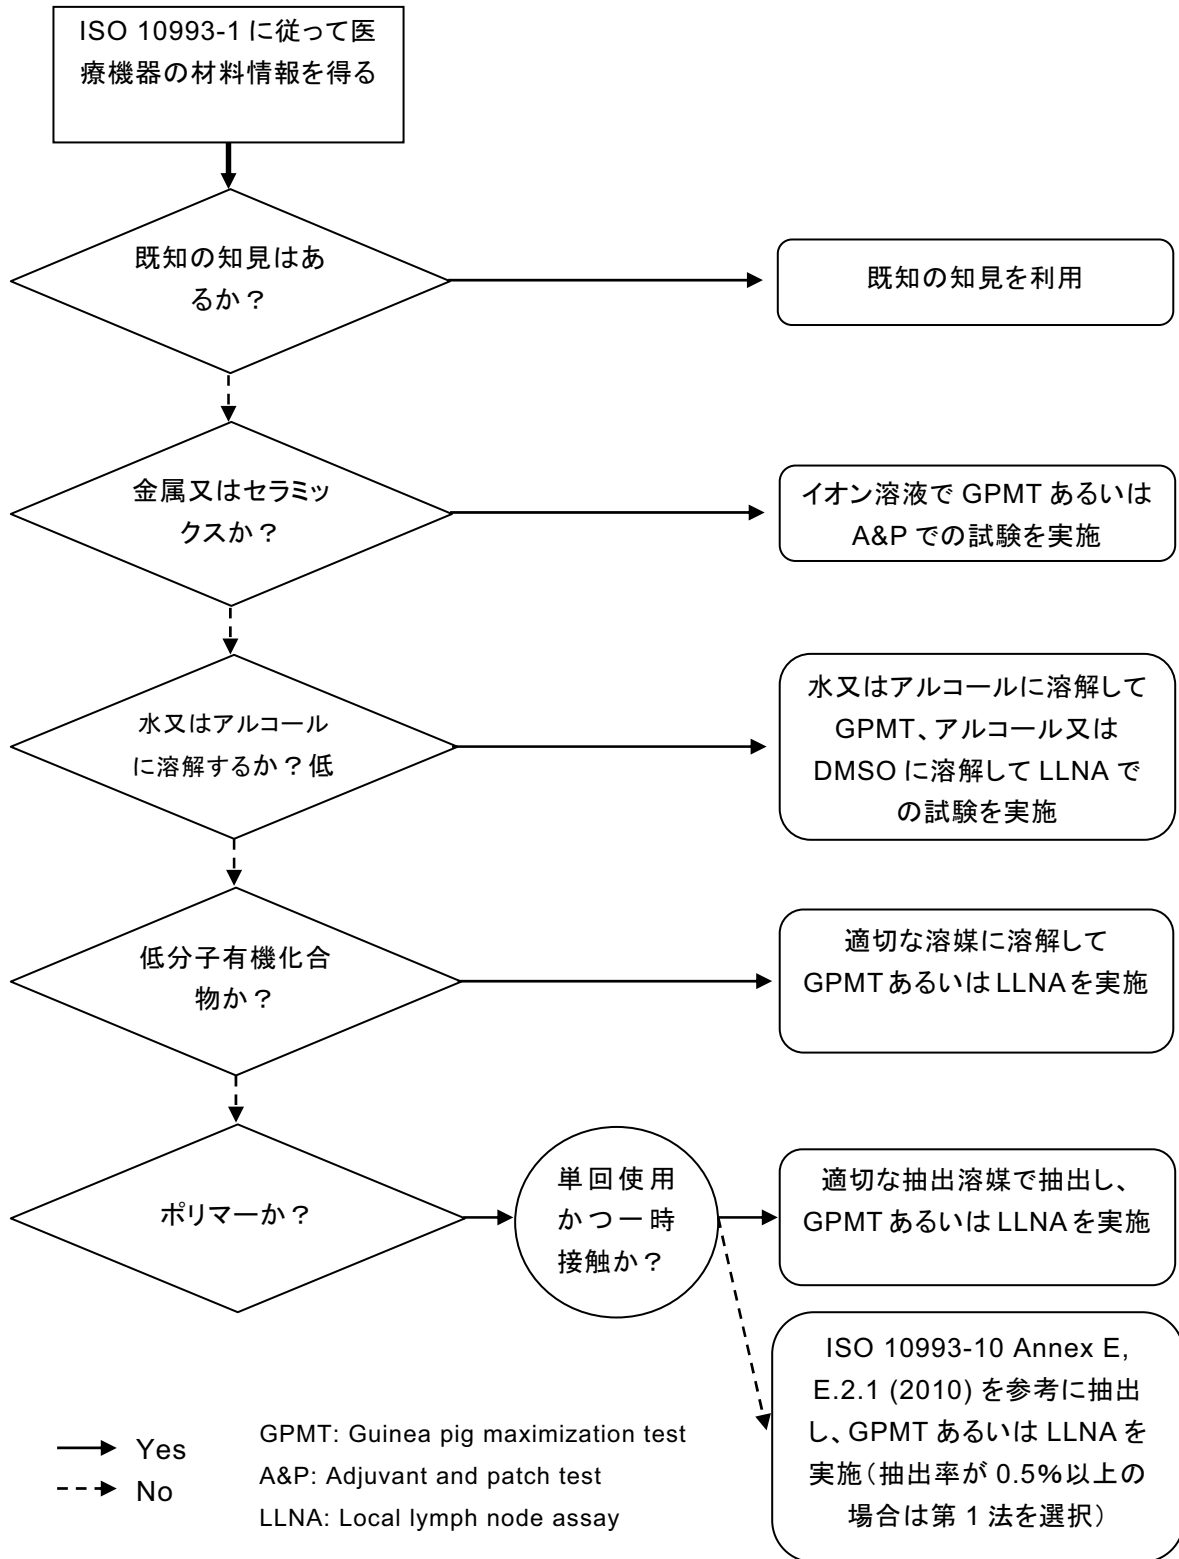 ISO 10993-1 に従って医
療機器の材料情報を得る
既知の知見はあ
るか？
既知の知見を利用
金属又はセラミッ
クスか？
イオン溶液で GPMT あるいは
A&P での試験を実施
水又はアルコール
に溶解するか？低
水又はアルコールに溶解して
GPMT、アルコール又は
DMSO に溶解して LLNA で
の試験を実施
低分子有機化合
物か？
適切な溶媒に溶解して
GPMT あるいは LLNA を実施
ポリマーか？
単回使用
かつ一時
接触か？
適切な抽出溶媒で抽出し、
GPMT あるいは LLNA を実施
ISO 10993-10 Annex E,
E.2.1 (2010) を参考に抽出
し、GPMT あるいは LLNA を
実施（抽出率が 0.5%以上の
場合は第 1 法を選択）
Yes
No
GPMT: Guinea pig maximization test
A&P: Adjuvant and patch test
LLNA: Local lymph node assay